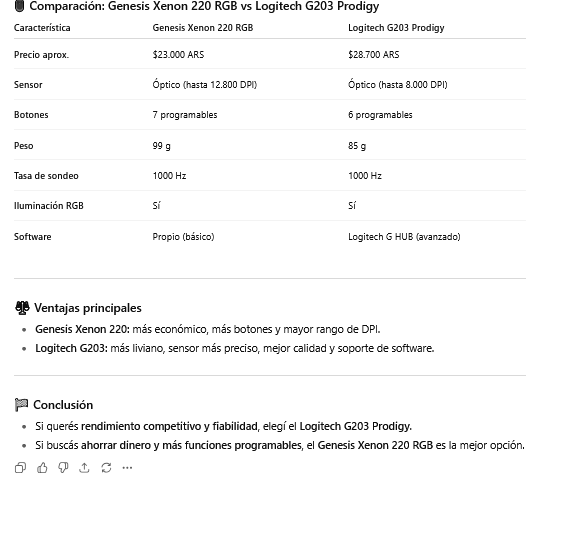 Comparación: Genesis Xenon 220 RGB vs Logitech G203 Prodigy
Característica Genesis Xenon 220 RGB Logitech G203 Prodigy
Precio aprox. $23.000 ARS $28.700 ARS
Sensor Óptico (hasta 12.800 DPI) Óptico (hasta 8.000 DPI)
Botones 7 programables 6 programables
Peso 99 g 85 g
Tasa de sondeo 1000 Hz 1000 Hz
Iluminación RGB Sí Sí
Software Propio (básico) Logitech G HUB (avanzado)
Ventajas principales
• Genesis Xenon 220: más económico, más botones y mayor rango de DPI.
• Logitech G203: más liviano, sensor más preciso, mejor calidad y soporte de software.
Conclusión
• Si querés rendimiento competitivo y fiabilidad, elegí el Logitech G203 Prodigy.
• Si buscás ahorrar dinero y más funciones programables, el Genesis Xenon 220 RGB es la mejor opción.